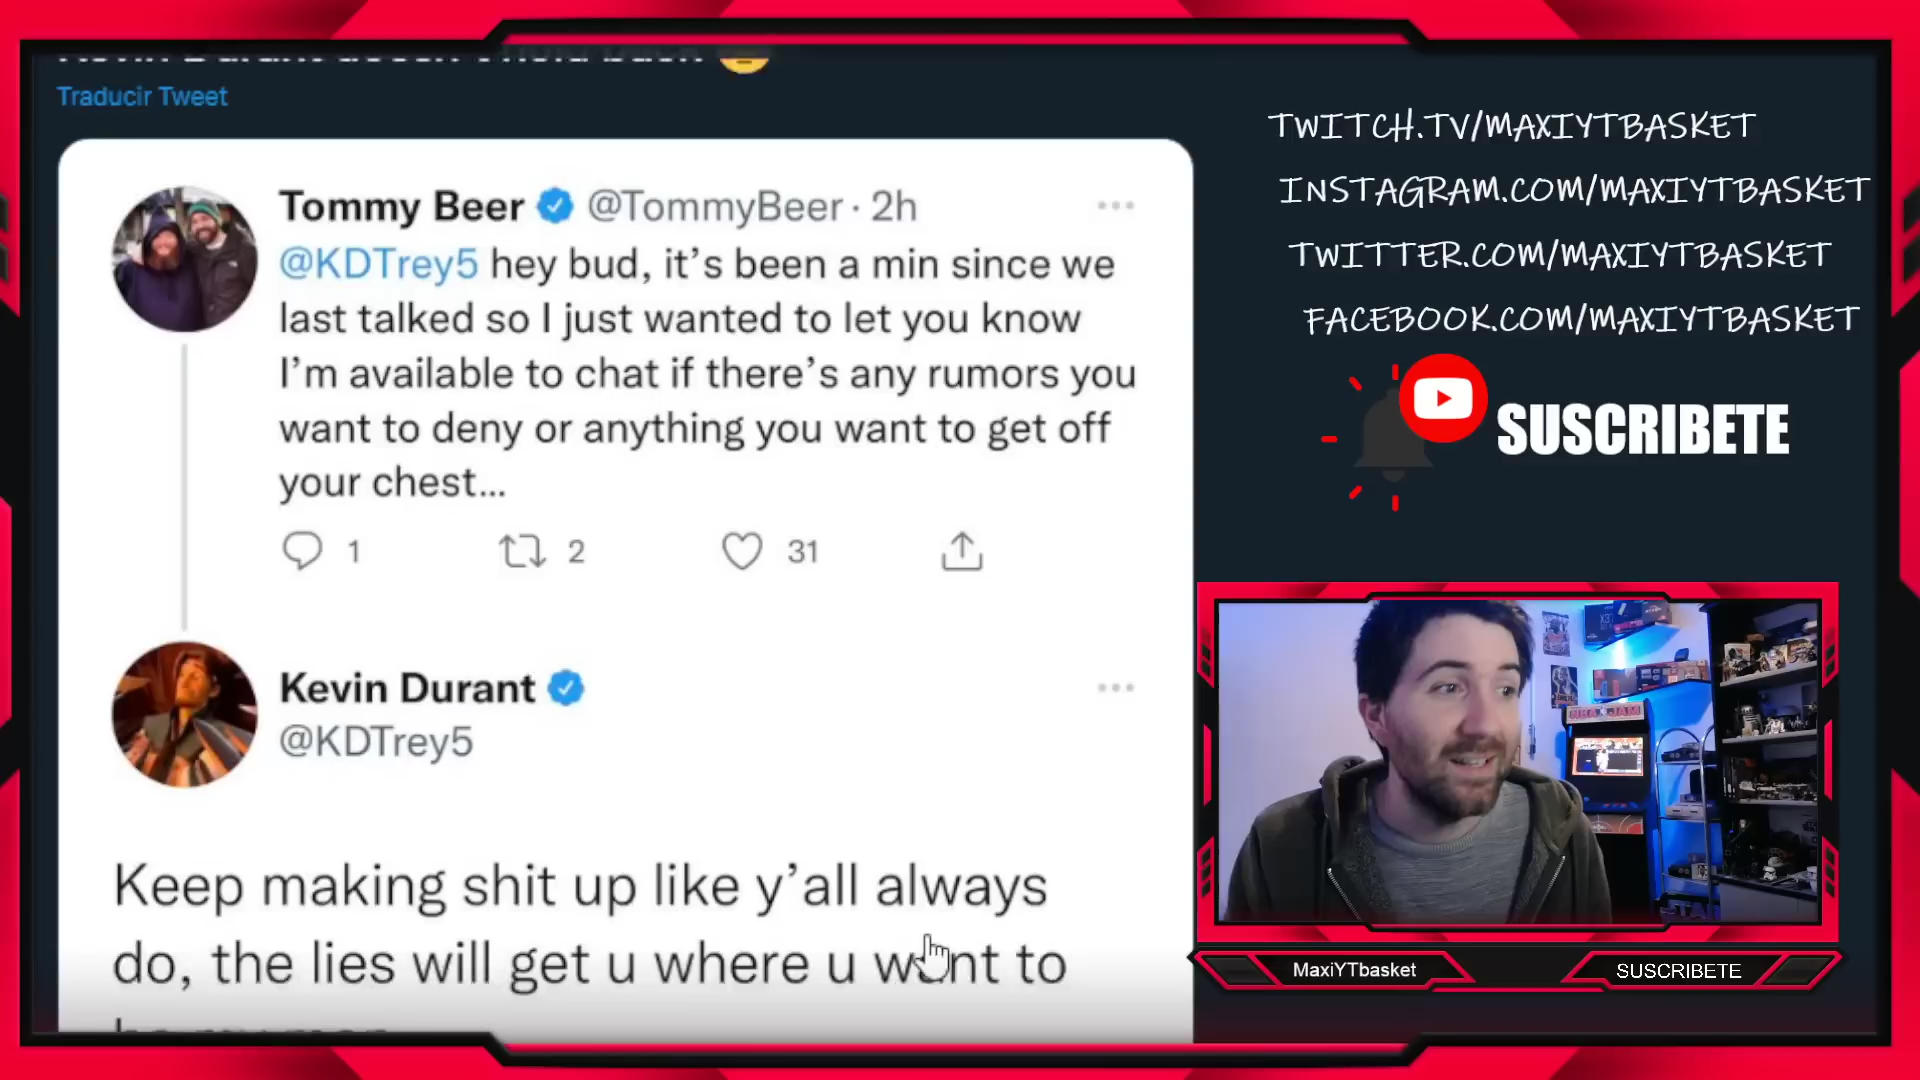 Traducir Tweet
Tommy Beer @TommyBeer · 2h
@KDTrey5 hey bud, it's been a min since we
last talked so I just wanted to let you know
I'm available to chat if there's any rumors you
want to deny or anything you want to get off
your chest...
1 2 31
Kevin Durant
@KDTrey5
Keep making shit up like y'all always
do, the lies will get u where u want to
TWITCH.TV/MAXIYTBASKET
INSTAGRAM.COM/MAXIYTBASKET
TWITTER.COM/MAXIYTBASKET
FACEBOOK.COM/MAXIYTBASKET
SUSCRIBETE
NBA JAM
MaxiYTbasket
SUSCRIBETE